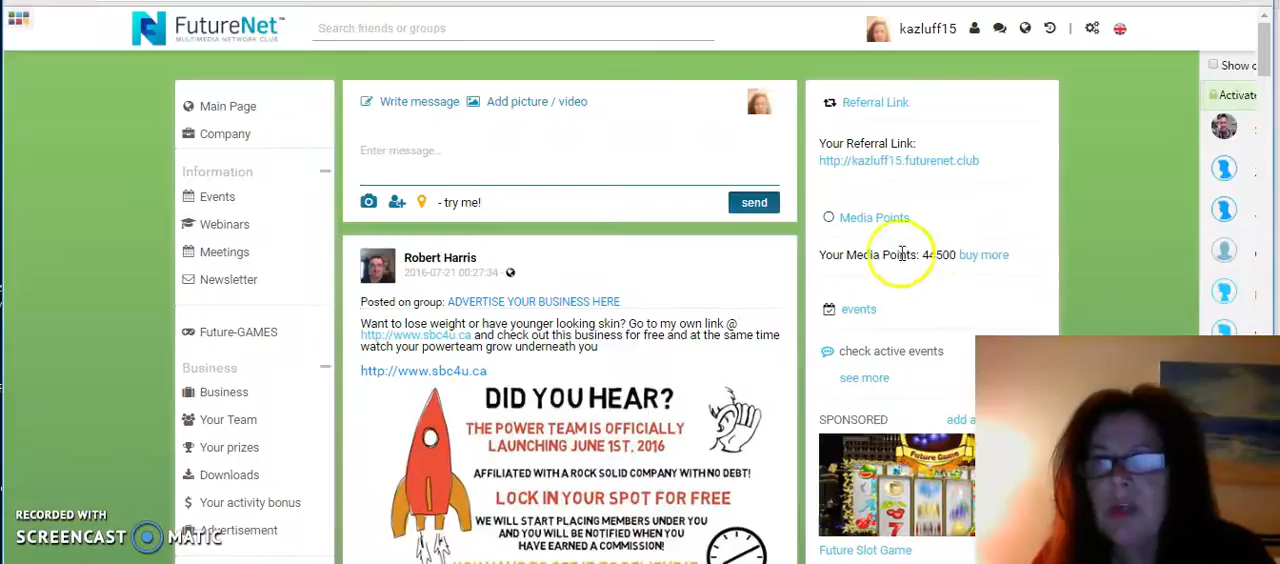 FutureNet™
MULTIMEDIA NETWORK CLUB
Search friends or groups
kazluff15
Main Page
Company
Information
Events
Webinars
Meetings
Newsletter
Future-GAMES
Business
Business
Your Team
Your prizes
Downloads
Your activity bonus
Advertisement
Write message
Add picture / video
Enter message...
- try me!
send
Robert Harris
2016-07-21 00:27:34
Posted on group: ADVERTISE YOUR BUSINESS HERE
Want to lose weight or have younger looking skin? Go to my own link @
http://www.sbc4u.ca and check out this business for free and at the same time
watch your powerteam grow underneath you
http://www.sbc4u.ca
DID YOU HEAR?
THE POWER TEAM IS OFFICIALLY
LAUNCHING JUNE 1ST, 2016
AFFILIATED WITH A ROCK SOLID COMPANY WITH NO DEBT!
LOCK IN YOUR SPOT FOR FREE
WE WILL START PLACING MEMBERS UNDER YOU
AND YOU WILL BE NOTIFIED WHEN YOU
HAVE EARNED A COMMISSION!
Referral Link
Your Referral Link:
http://kazluff15.futurenet.club
Media Points
Your Media Points: 44500 buy more
events
check active events
see more
SPONSORED
add a
Future Game
Future Slot Game
Show
Activate
RECORDED WITH
SCREENCAST MATIC